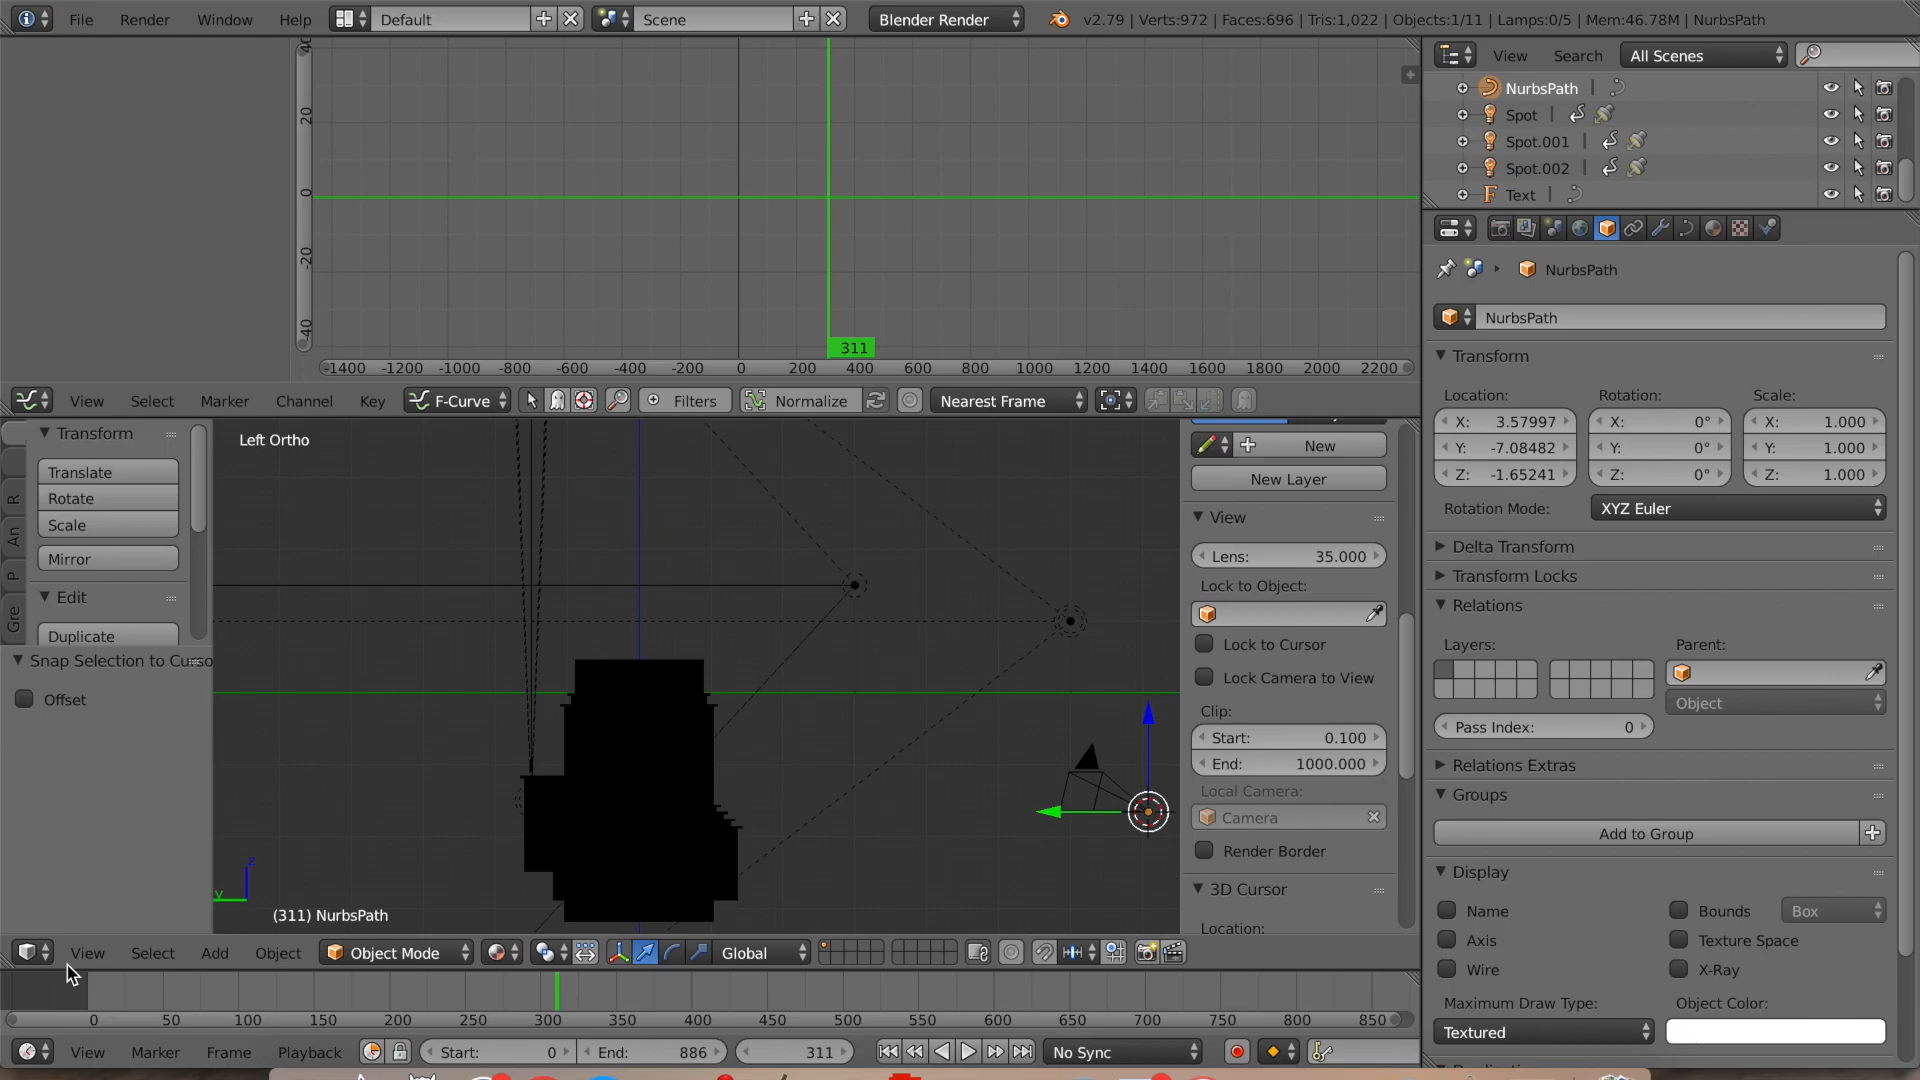 File Render Window Help Default Scene Blender Render v2.79 | Verts:972 | Faces:696 | Tris:1,022 | Objects:1/11 | Lamps:0/5 | Mem:46.78M | NurbsPath
View Search All Scenes
NurbsPath
Spot
Spot.001
Spot.002
Text
20
0
-20
-40
311
-1400 -1200 -1000 -800 -600 -400 -200 0 200 400 600 800 1000 1200 1400 1600 1800 2000 2200
View Select Marker Channel Key F-Curve Filters Normalize Nearest Frame
Transform
Translate
Rotate
Scale
Mirror
Edit
Duplicate
Snap Selection to Curso
Offset
R
An
P
Gre
Left Ortho
z
y
(311) NurbsPath
New
New Layer
View
Lens: 35.000
Lock to Object:
Lock to Cursor
Lock Camera to View
Clip:
Start: 0.100
End: 1000.000
Local Camera:
Camera
Render Border
3D Cursor
Location:
NurbsPath
NurbsPath
Transform
Location: Rotation: Scale:
X: 3.57997 X: 0° X: 1.000
Y: -7.08482 Y: 0° Y: 1.000
Z: -1.65241 Z: 0° Z: 1.000
Rotation Mode: XYZ Euler
Delta Transform
Transform Locks
Relations
Layers: Parent:
Object
Pass Index: 0
Relations Extras
Groups
Add to Group
Display
Name Bounds Box
Axis Texture Space
Wire X-Ray
Maximum Draw Type: Object Color:
Textured
View Select Add Object Object Mode Global
0 50 100 150 200 250 300 350 400 450 500 550 600 650 700 750 800 850
View Marker Frame Playback Start: 0 End: 886 311 No Sync